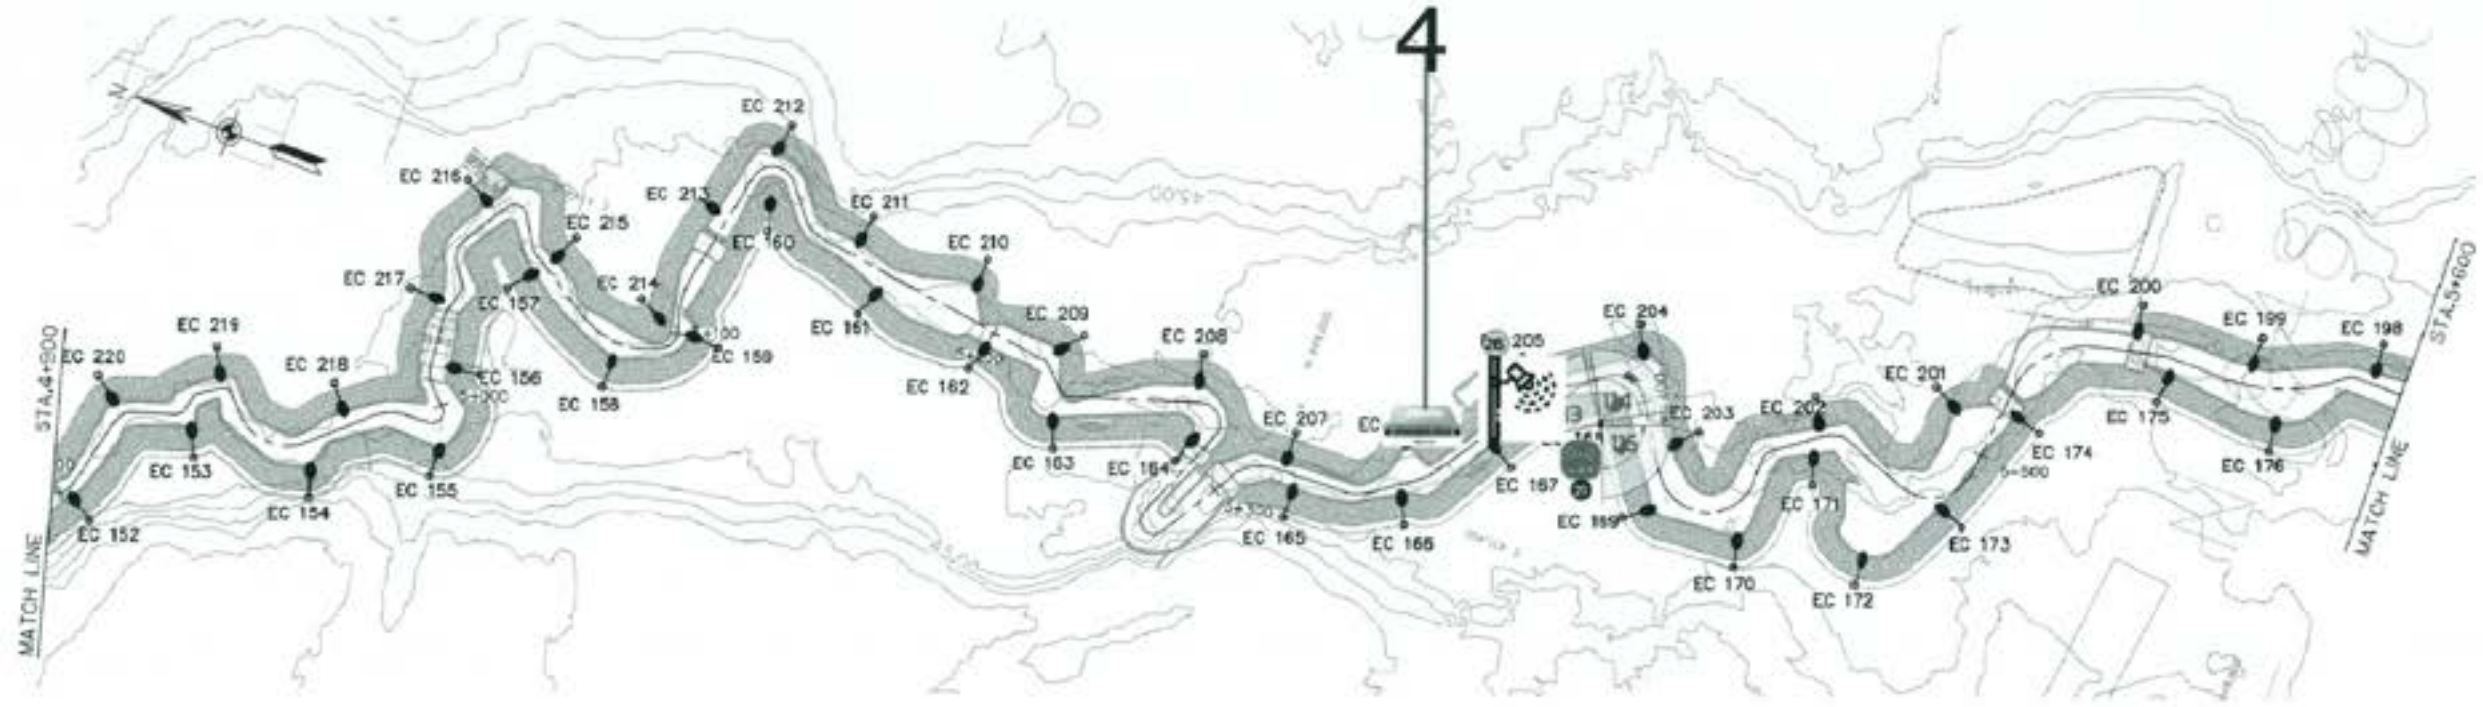 4
N
EC 212
EC 216
EC 213
EC 211
EC 215
EC 160
EC 210
EC 217
EC 214
EC 157
EC 200
STA.5+600
EC 204
EC 209
EC 161
EC 219
EC 208
205
EC 199
EC 198
STA.4+900
EC 220
EC 218
EC 159
EC 156
EC 162
EC 158
EC 201
EC 202
EC 203
EC 175
EC 207
EC
EC 174
EC 153
EC 163
EC 164
EC 176
EC 155
EC 167
EC 154
EC 171
EC 152
EC 165
EC 166
EC 169
EC 173
MATCH LINE
MATCH LINE
EC 170
EC 172